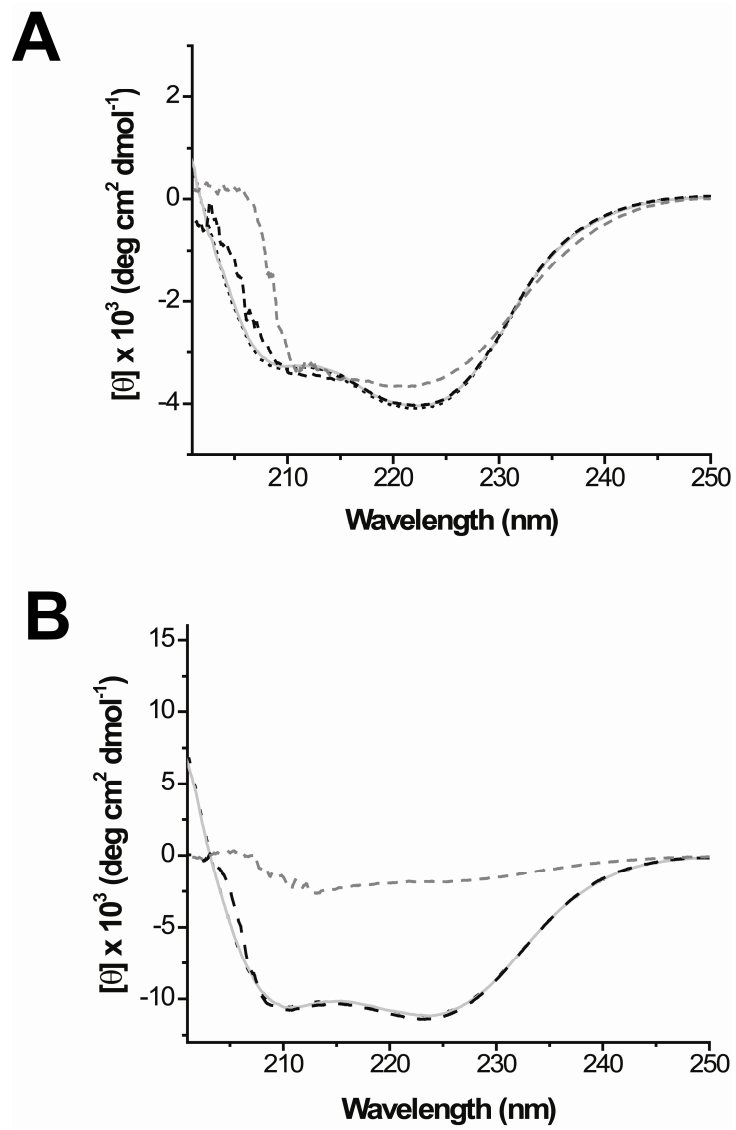 A
[θ] x 10³ (deg cm² dmol⁻¹)
2
0
-2
-4
210 220 230 240 250
Wavelength (nm)
B
[θ] x 10³ (deg cm² dmol⁻¹)
15
10
5
0
-5
-10
210 220 230 240 250
Wavelength (nm)